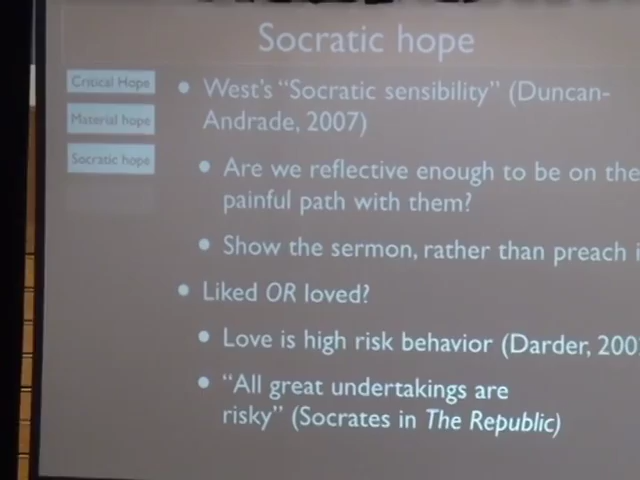 Socratic hope
Critical Hope
Material hope
Socratic hope
West's “Socratic sensibility” (Duncan-
Andrade, 2007)
Are we reflective enough to be on the
painful path with them?
Show the sermon, rather than preach
Liked OR loved?
Love is high risk behavior (Darder, 200
“All great undertakings are
risky” (Socrates in The Republic)